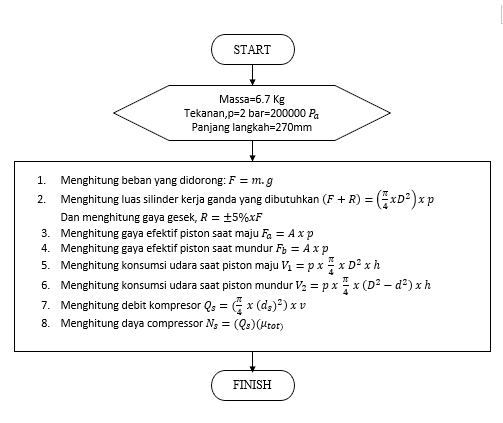 START
Massa=6.7 Kg
Tekanan,p=2 bar=200000 Pa
Panjang langkah=270mm
1. Menghitung beban yang didorong: F = m.g
2. Menghitung luas silinder kerja ganda yang dibutuhkan (F + R) = (π/4 xD²) x p
Dan menghitung gaya gesek, R = ±5%xF
3. Menghitung gaya efektif piston saat maju Fₐ = A x p
4. Menghitung gaya efektif piston saat mundur F_b = A x p
5. Menghitung konsumsi udara saat piston maju V₁ = p x π/4 x D² x h
6. Menghitung konsumsi udara saat piston mundur V₂ = p x π/4 x (D² − d²) x h
7. Menghitung debit kompresor Qₛ = (π/4 x (dₛ)²) x v
8. Menghitung daya compressor Nₛ = (Qₛ)(μₜₒₜ)
FINISH